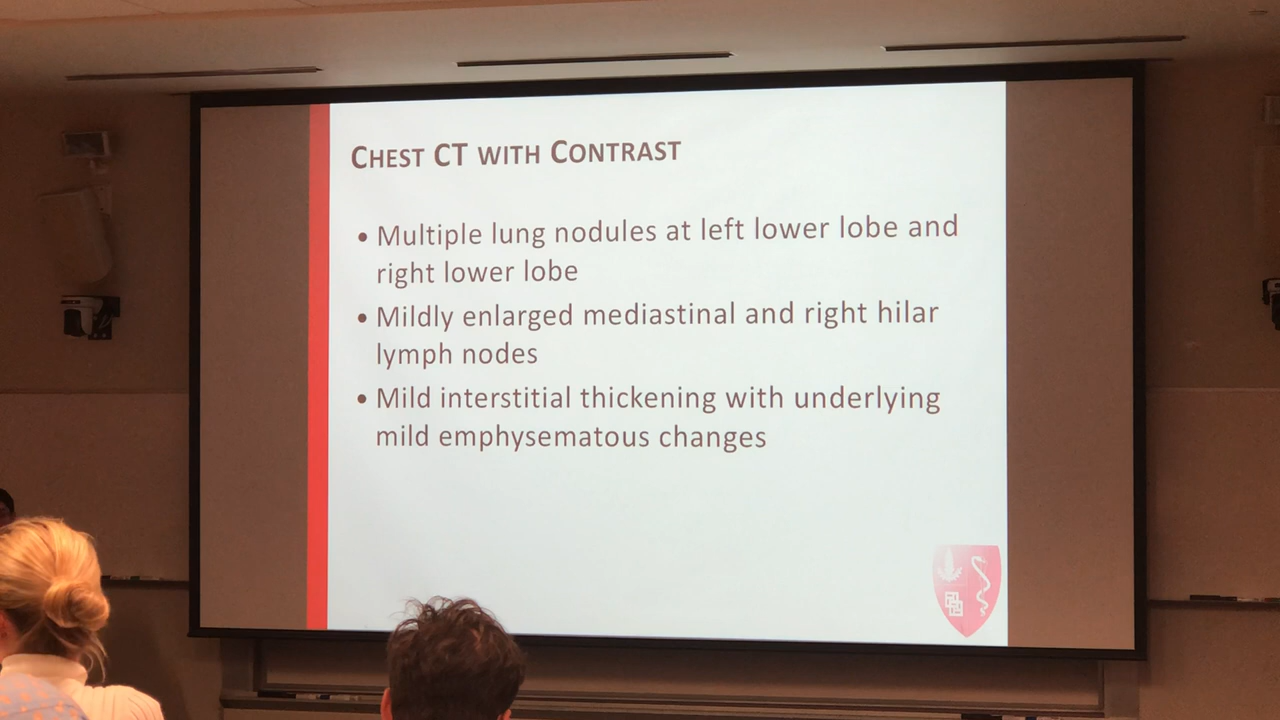 CHEST CT WITH CONTRAST
• Multiple lung nodules at left lower lobe and
right lower lobe
• Mildly enlarged mediastinal and right hilar
lymph nodes
• Mild interstitial thickening with underlying
mild emphysematous changes